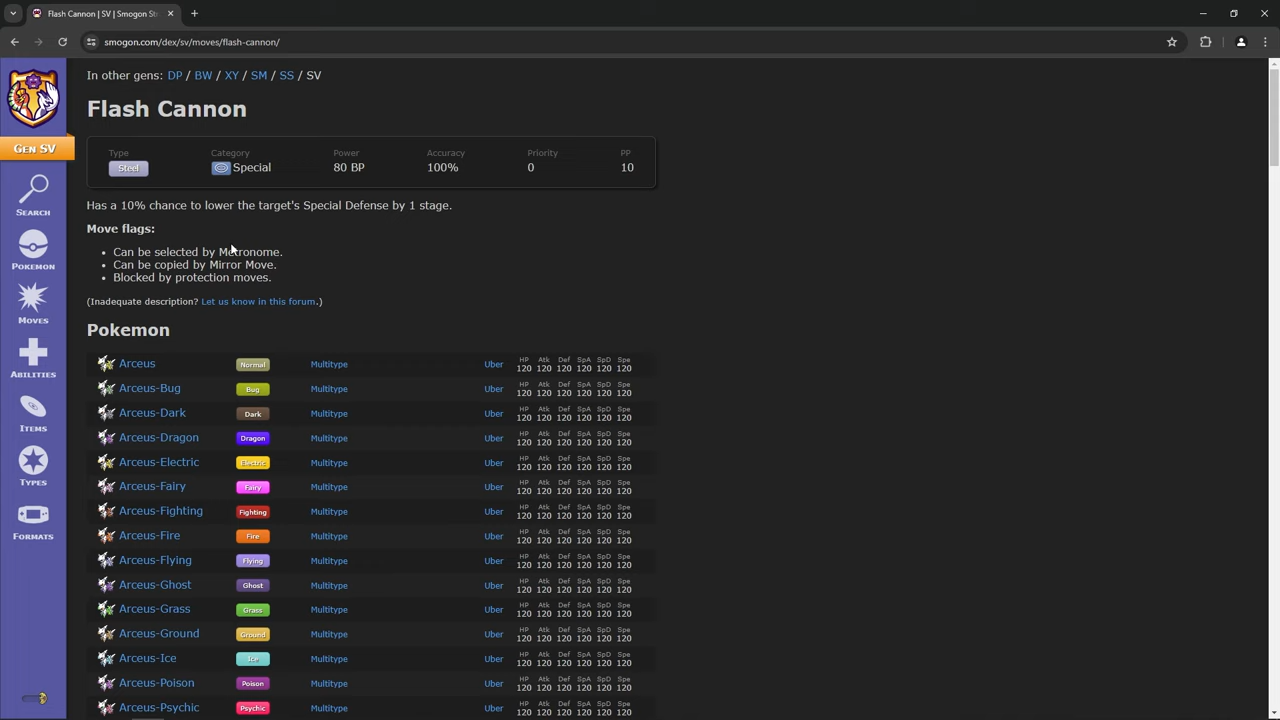 Flash Cannon | SV | Smogon St
smogon.com/dex/sv/moves/flash-cannon/
GEN SV
SEARCH
POKEMON
MOVES
ABILITIES
ITEMS
TYPES
FORMATS
In other gens: DP / BW / XY / SM / SS / SV
Flash Cannon
Type Category Power Accuracy Priority PP
Steel Special 80 BP 100% 0 10
Has a 10% chance to lower the target's Special Defense by 1 stage.
Move flags:
• Can be selected by Metronome.
• Can be copied by Mirror Move.
• Blocked by protection moves.
(Inadequate description? Let us know in this forum.)
Pokemon
HP Atk Def SpA SpD Spe
Arceus Normal Multitype Uber 120 120 120 120 120 120
HP Atk Def SpA SpD Spe
Arceus-Bug Bug Multitype Uber 120 120 120 120 120 120
HP Atk Def SpA SpD Spe
Arceus-Dark Dark Multitype Uber 120 120 120 120 120 120
HP Atk Def SpA SpD Spe
Arceus-Dragon Dragon Multitype Uber 120 120 120 120 120 120
HP Atk Def SpA SpD Spe
Arceus-Electric Electric Multitype Uber 120 120 120 120 120 120
HP Atk Def SpA SpD Spe
Arceus-Fairy Fairy Multitype Uber 120 120 120 120 120 120
HP Atk Def SpA SpD Spe
Arceus-Fighting Fighting Multitype Uber 120 120 120 120 120 120
HP Atk Def SpA SpD Spe
Arceus-Fire Fire Multitype Uber 120 120 120 120 120 120
HP Atk Def SpA SpD Spe
Arceus-Flying Flying Multitype Uber 120 120 120 120 120 120
HP Atk Def SpA SpD Spe
Arceus-Ghost Ghost Multitype Uber 120 120 120 120 120 120
HP Atk Def SpA SpD Spe
Arceus-Grass Grass Multitype Uber 120 120 120 120 120 120
HP Atk Def SpA SpD Spe
Arceus-Ground Ground Multitype Uber 120 120 120 120 120 120
HP Atk Def SpA SpD Spe
Arceus-Ice Ice Multitype Uber 120 120 120 120 120 120
HP Atk Def SpA SpD Spe
Arceus-Poison Poison Multitype Uber 120 120 120 120 120 120
HP Atk Def SpA SpD Spe
Arceus-Psychic Psychic Multitype Uber 120 120 120 120 120 120